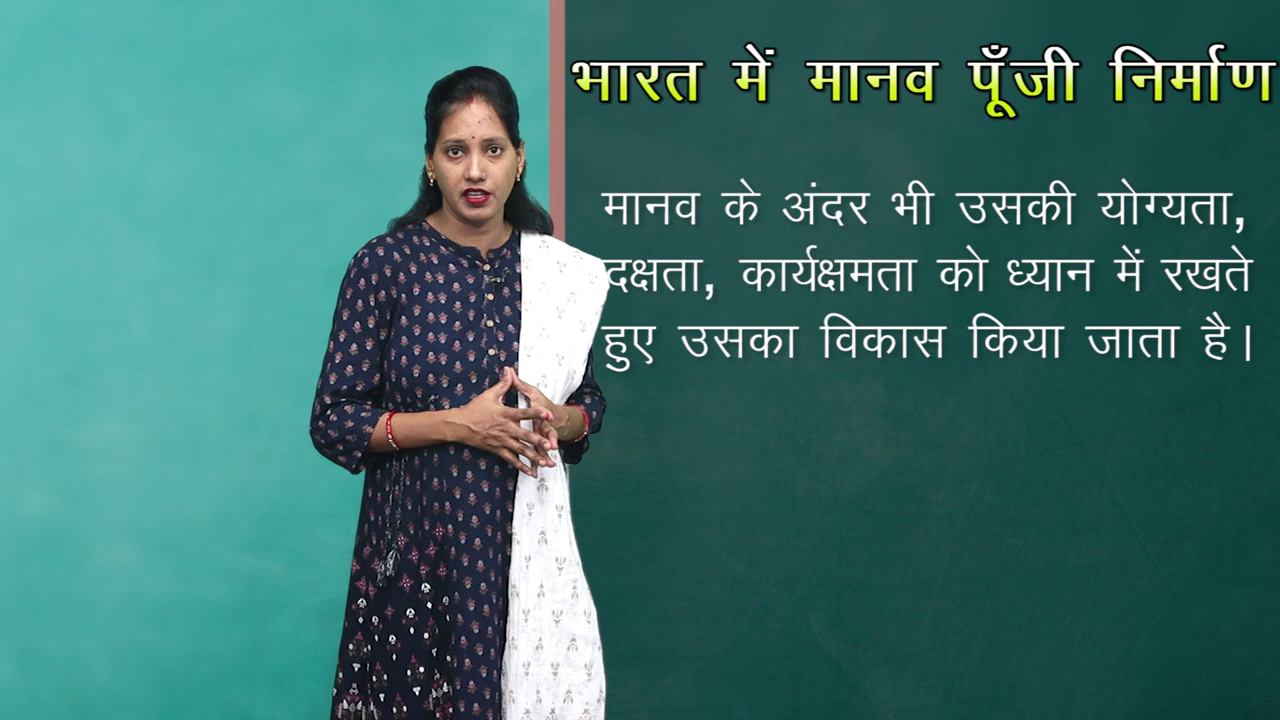 भारत में मानव पूँजी निर्माण
मानव के अंदर भी उसकी योग्यता,
दक्षता, कार्यक्षमता को ध्यान में रखते
हुए उसका विकास किया जाता है।